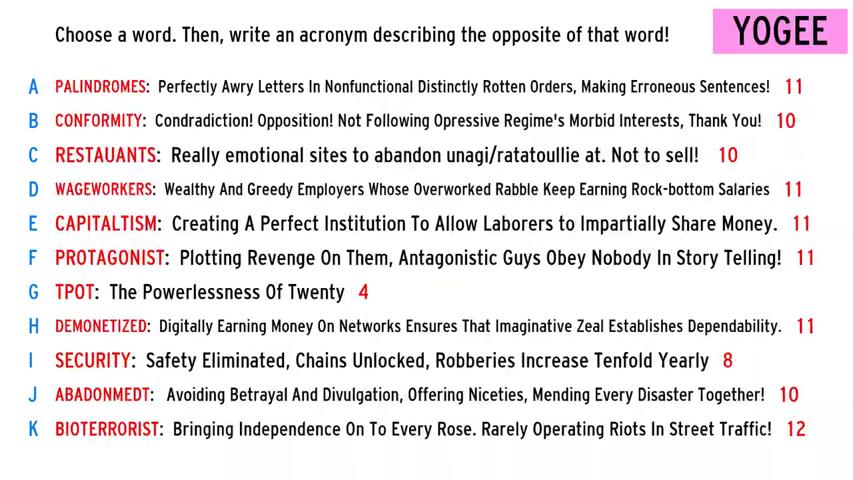 Choose a word. Then, write an acronym describing the opposite of that word! YOGEE
A PALINDROMES: Perfectly Awry Letters In Nonfunctional Distinctly Rotten Orders, Making Erroneous Sentences! 11
B CONFORMITY: Condradiction! Opposition! Not Following Opressive Regime's Morbid Interests, Thank You! 10
C RESTAUANTS: Really emotional sites to abandon unagi/ratatoullie at. Not to sell! 10
D WAGEWORKERS: Wealthy And Greedy Employers Whose Overworked Rabble Keep Earning Rock-bottom Salaries 11
E CAPITALTISM: Creating A Perfect Institution To Allow Laborers to Impartially Share Money. 11
F PROTAGONIST: Plotting Revenge On Them, Antagonistic Guys Obey Nobody In Story Telling! 11
G TPOT: The Powerlessness Of Twenty 4
H DEMONETIZED: Digitally Earning Money On Networks Ensures That Imaginative Zeal Establishes Dependability. 11
I SECURITY: Safety Eliminated, Chains Unlocked, Robberies Increase Tenfold Yearly 8
J ABADONMEDT: Avoiding Betrayal And Divulgation, Offering Niceties, Mending Every Disaster Together! 10
K BIOTERRORIST: Bringing Independence On To Every Rose. Rarely Operating Riots In Street Traffic! 12